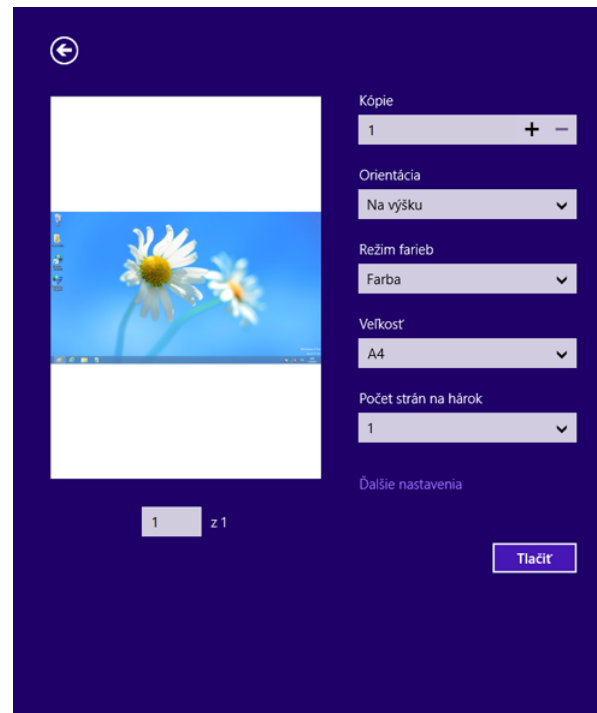 Kópie
1
Orientácia
Na výšku
Režim farieb
Farba
Veľkosť
A4
Počet strán na hárok
1
Ďalšie nastavenia
1 z 1
Tlačiť